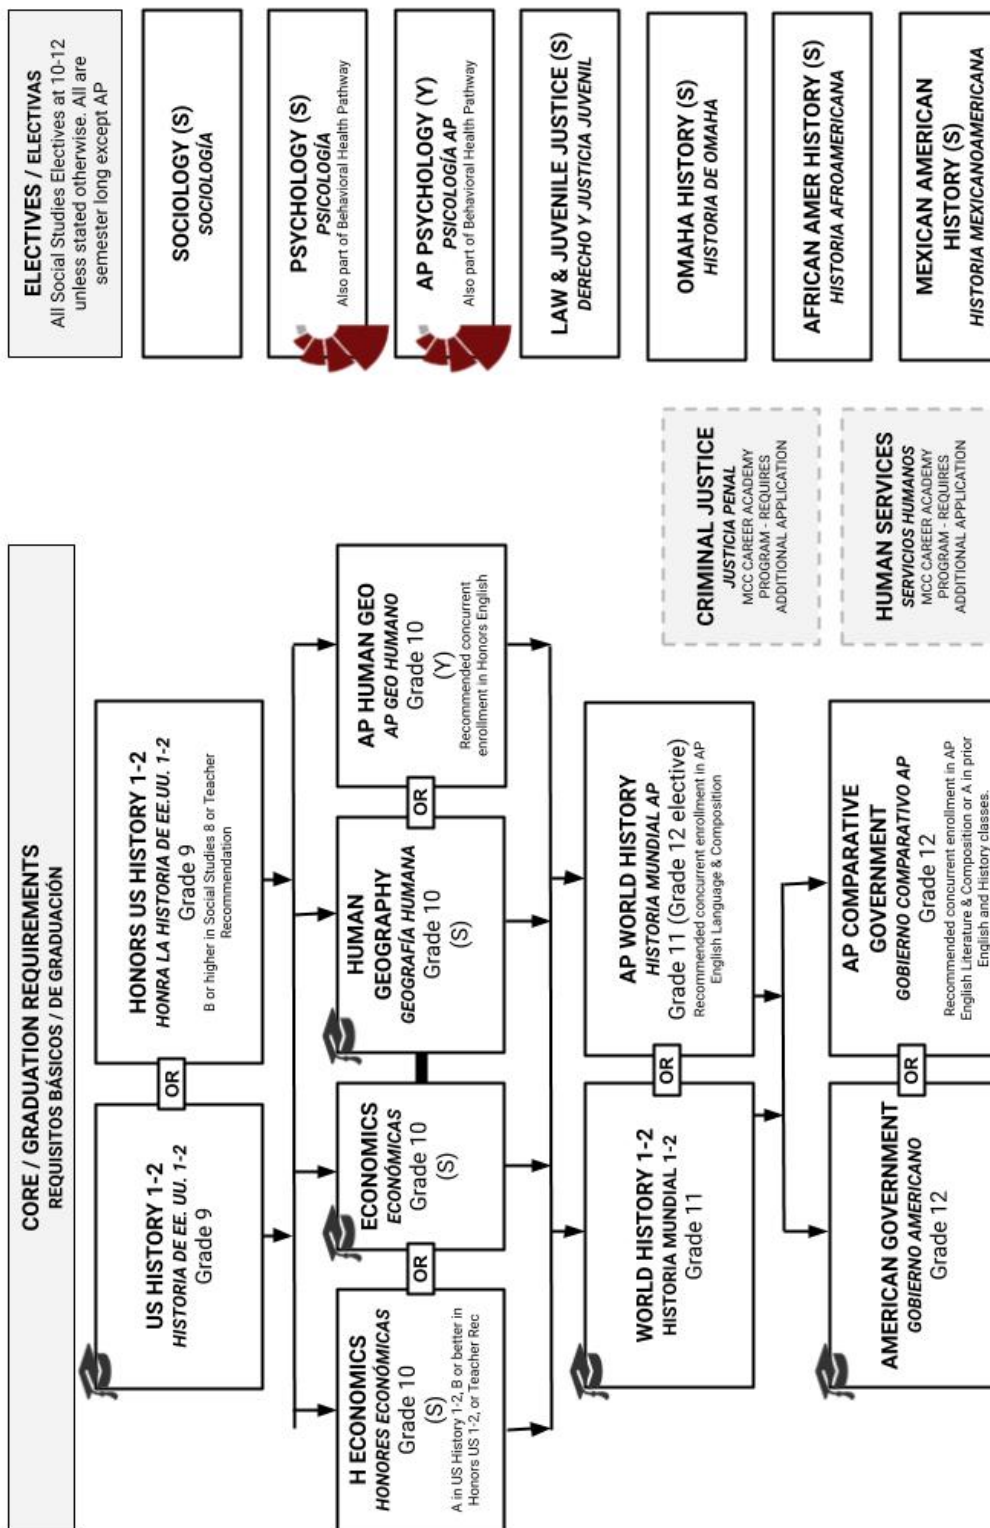 CORE / GRADUATION REQUIREMENTS
REQUISITOS BÁSICOS / DE GRADUACIÓN
US HISTORY 1-2
HISTORIA DE EE. UU. 1-2
Grade 9
OR
HONORS US HISTORY 1-2
HONRA LA HISTORIA DE EE.UU. 1-2
Grade 9
B or higher in Social Studies 8 or Teacher
Recommendation
H ECONOMICS
HONORES ECONÓMICAS
Grade 10
(S)
A in US History 1-2, B or better in
Honors US 1-2, or Teacher Rec
OR
ECONOMICS
ECONÓMICAS
Grade 10
(S)
HUMAN
GEOGRAPHY
GEOGRAFÍA HUMANA
Grade 10
(S)
OR
AP HUMAN GEO
AP GEO HUMANO
Grade 10
(Y)
Recommended concurrent
enrollment in Honors English
WORLD HISTORY 1-2
HISTORIA MUNDIAL 1-2
Grade 11
OR
AP WORLD HISTORY
HISTORIA MUNDIAL AP
Grade 11 (Grade 12 elective)
Recommended concurrent enrollment in AP
English Language & Composition
AMERICAN GOVERNMENT
GOBIERNO AMERICANO
Grade 12
OR
AP COMPARATIVE
GOVERNMENT
GOBIERNO COMPARATIVO AP
Grade 12
Recommended concurrent enrollment in AP
English Literature & Composition or A in prior
English and History classes.
CRIMINAL JUSTICE
JUSTICIA PENAL
MCC CAREER ACADEMY
PROGRAM - REQUIRES
ADDITIONAL APPLICATION
HUMAN SERVICES
SERVICIOS HUMANOS
MCC CAREER ACADEMY
PROGRAM - REQUIRES
ADDITIONAL APPLICATION
ELECTIVES / ELECTIVAS
All Social Studies Electives at 10-12
unless stated otherwise. All are
semester long except AP
SOCIOLOGY (S)
SOCIOLOGÍA
PSYCHOLOGY (S)
PSICOLOGÍA
Also part of Behavioral Health Pathway
AP PSYCHOLOGY (Y)
PSICOLOGÍA AP
Also part of Behavioral Health Pathway
LAW & JUVENILE JUSTICE (S)
DERECHO Y JUSTICIA JUVENIL
OMAHA HISTORY (S)
HISTORIA DE OMAHA
AFRICAN AMER HISTORY (S)
HISTORIA AFROAMERICANA
MEXICAN AMERICAN
HISTORY (S)
HISTORIA MEXICANOAMERICANA